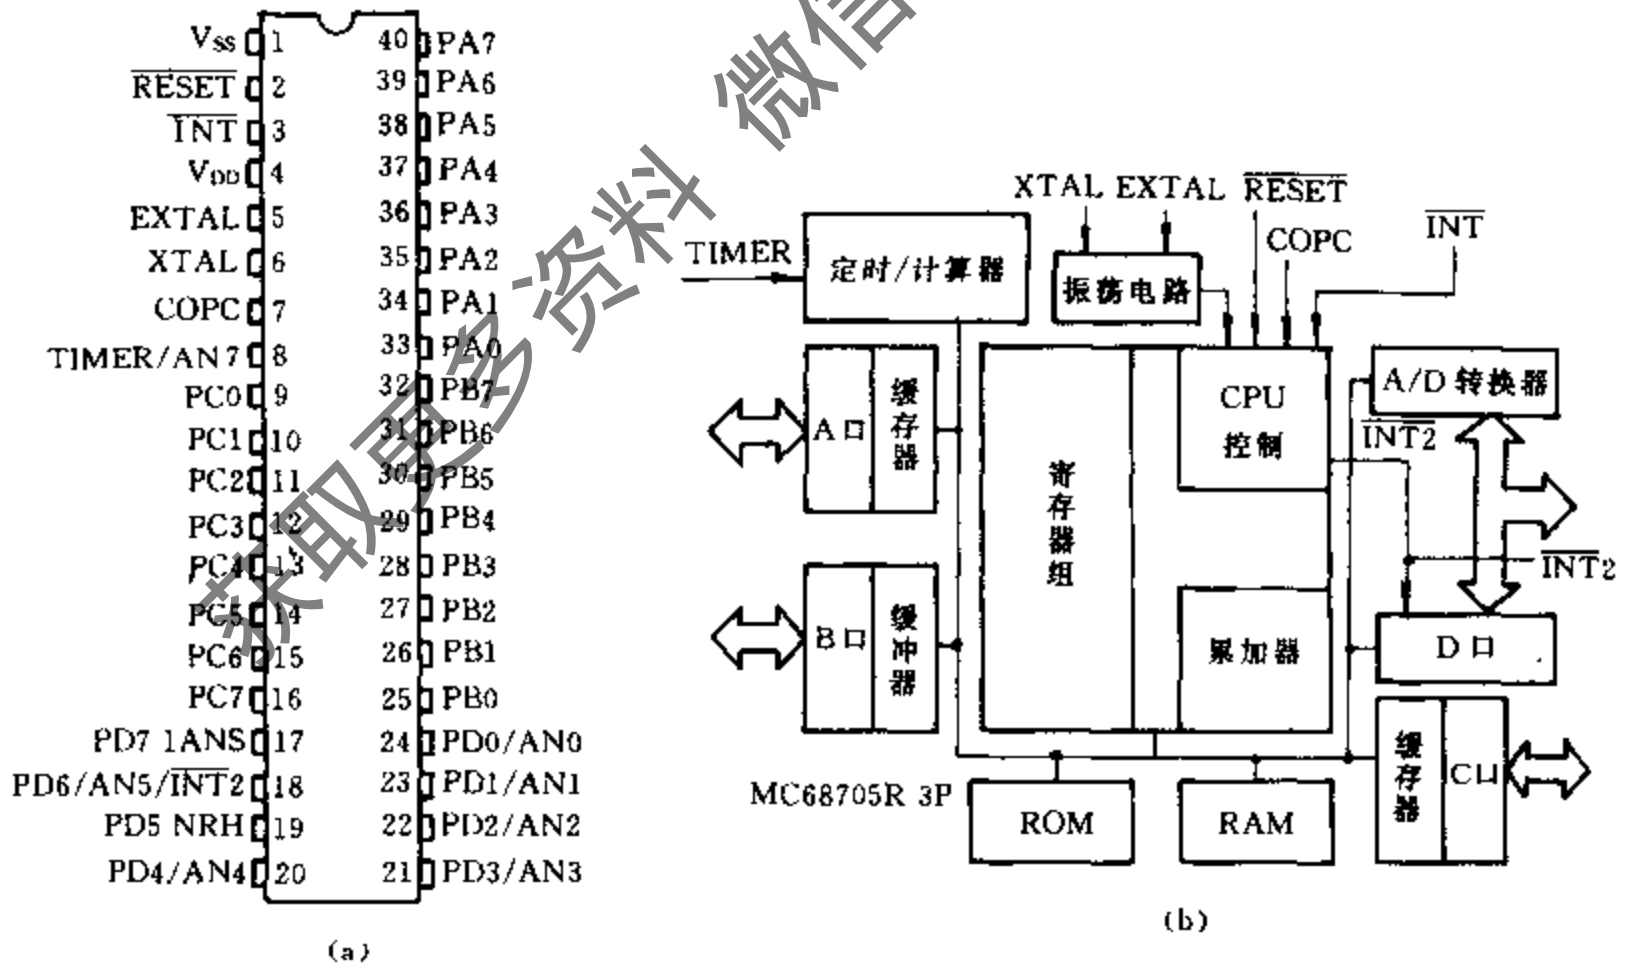 VSS 1
RESET 2
INT 3
VDD 4
EXTAL 5
XTAL 6
COPC 7
TIMER/AN7 8
PC0 9
PC1 10
PC2 11
PC3 12
PC4 13
PC5 14
PC6 15
PC7 16
PD7 1ANS 17
PD6/AN5/INT2 18
PD5 NRH 19
PD4/AN4 20
40 PA7
39 PA6
38 PA5
37 PA4
36 PA3
35 PA2
34 PA1
33 PA0
32 PB7
31 PB6
30 PB5
29 PB4
28 PB3
27 PB2
26 PB1
25 PB0
24 PD0/AN0
23 PD1/AN1
22 PD2/AN2
21 PD3/AN3
(a)
XTAL EXTAL RESET
COPC
INT
TIMER
定时/计算器
振荡电路
A口
缓存器
B口
缓冲器
寄存器组
CPU
控制
累加器
A/D 转换器
INT2
INT2
D口
缓存器
C口
MC68705R 3P
ROM
RAM
(b)
获取更多资料 微信